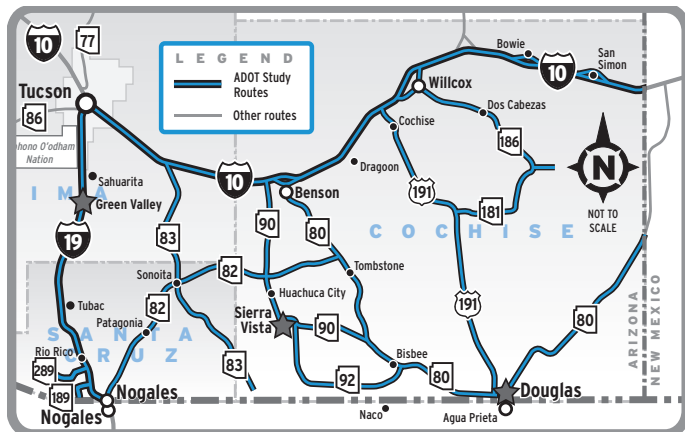 10
77
LEGEND
ADOT Study
Routes
Other routes
Bowie
San
Simon
10
Tucson
Willcox
86
Dos Cabezas
Cochise
186
ohono O'odham
Nation
N
Dragoon
Sahuarita
10
Benson
191
NOT TO
SCALE
IMA
Green Valley
181
90
80
COCHISE
19
83
Sonoita
82
Tombstone
Huachuca City
Tubac
82
191
Sierra
Vista
90
80
SANTA
CRUZ
Patagonia
ARIZONA
NEW MEXICO
Rio Rico
83
Bisbee
289
92
80
189
Nogales
Douglas
Nogales
Naco
Agua Prieta